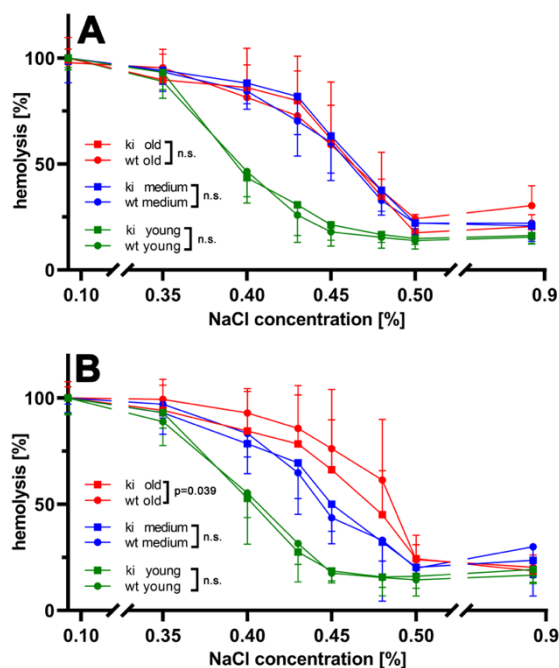 A
100
50
0
hemolysis [%]
ki old
wt old
n.s.
ki medium
wt medium
n.s.
ki young
wt young
n.s.
0.10
0.35
0.40
0.45
0.50
0.9
NaCl concentration [%]
B
100
50
0
hemolysis [%]
ki old
wt old
p=0.039
ki medium
wt medium
n.s.
ki young
wt young
n.s.
0.10
0.35
0.40
0.45
0.50
0.9
NaCl concentration [%]